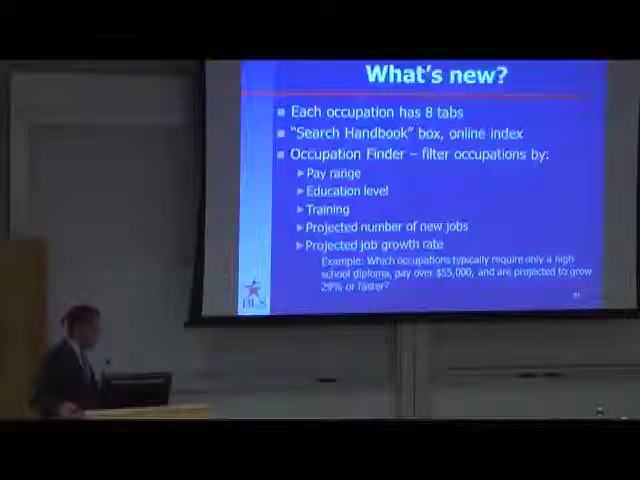 What's new?
Each occupation has 8 tabs
"Search Handbook" box, online index
Occupation Finder – filter occupations by:
Pay range
Education level
Training
Projected number of new jobs
Projected job growth rate
Example: Which occupations typically require only a high
school diploma, pay over $55,000, and are projected to grow
29% or faster?
BLS